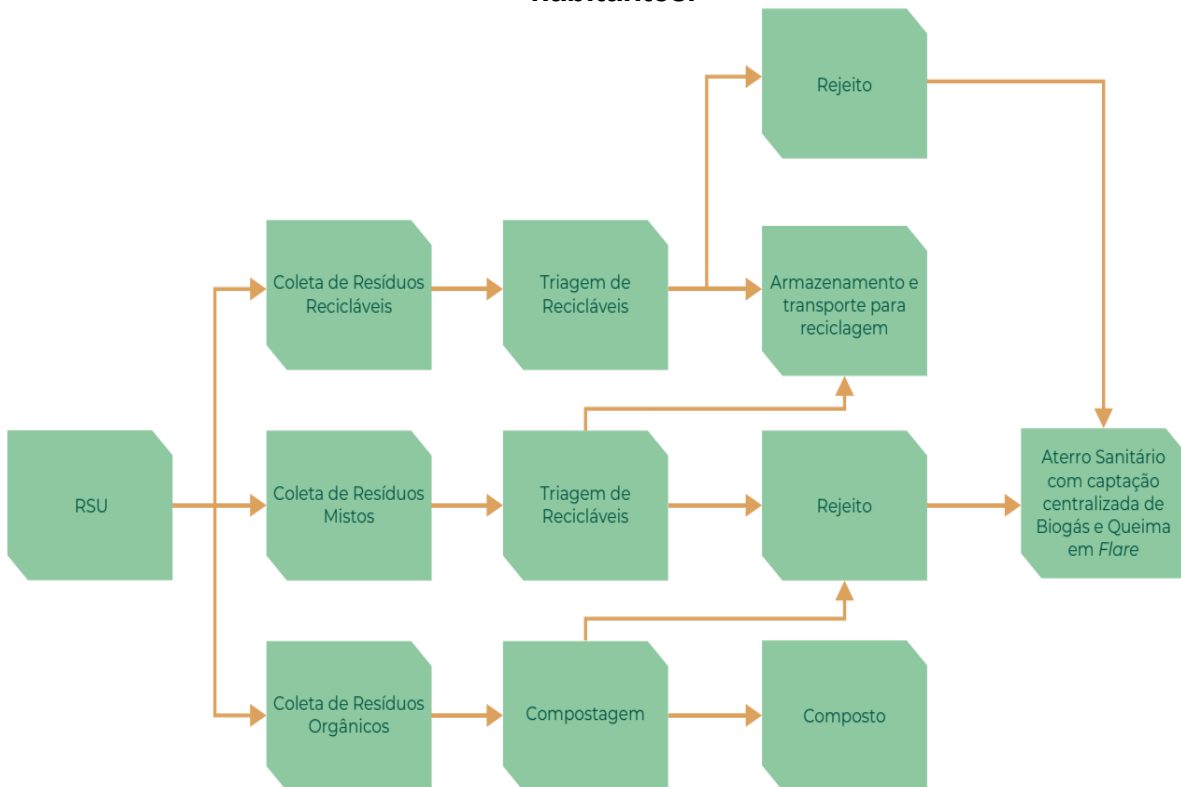 Rejeito
Coleta de Resíduos
Recicláveis
Triagem de
Recicláveis
Armazenamento e
transporte para
reciclagem
RSU
Coleta de Resíduos
Mistos
Triagem de
Recicláveis
Rejeito
Aterro Sanitário
com captação
centralizada de
Biogás e Queima
em Flare
Coleta de Resíduos
Orgânicos
Compostagem
Composto